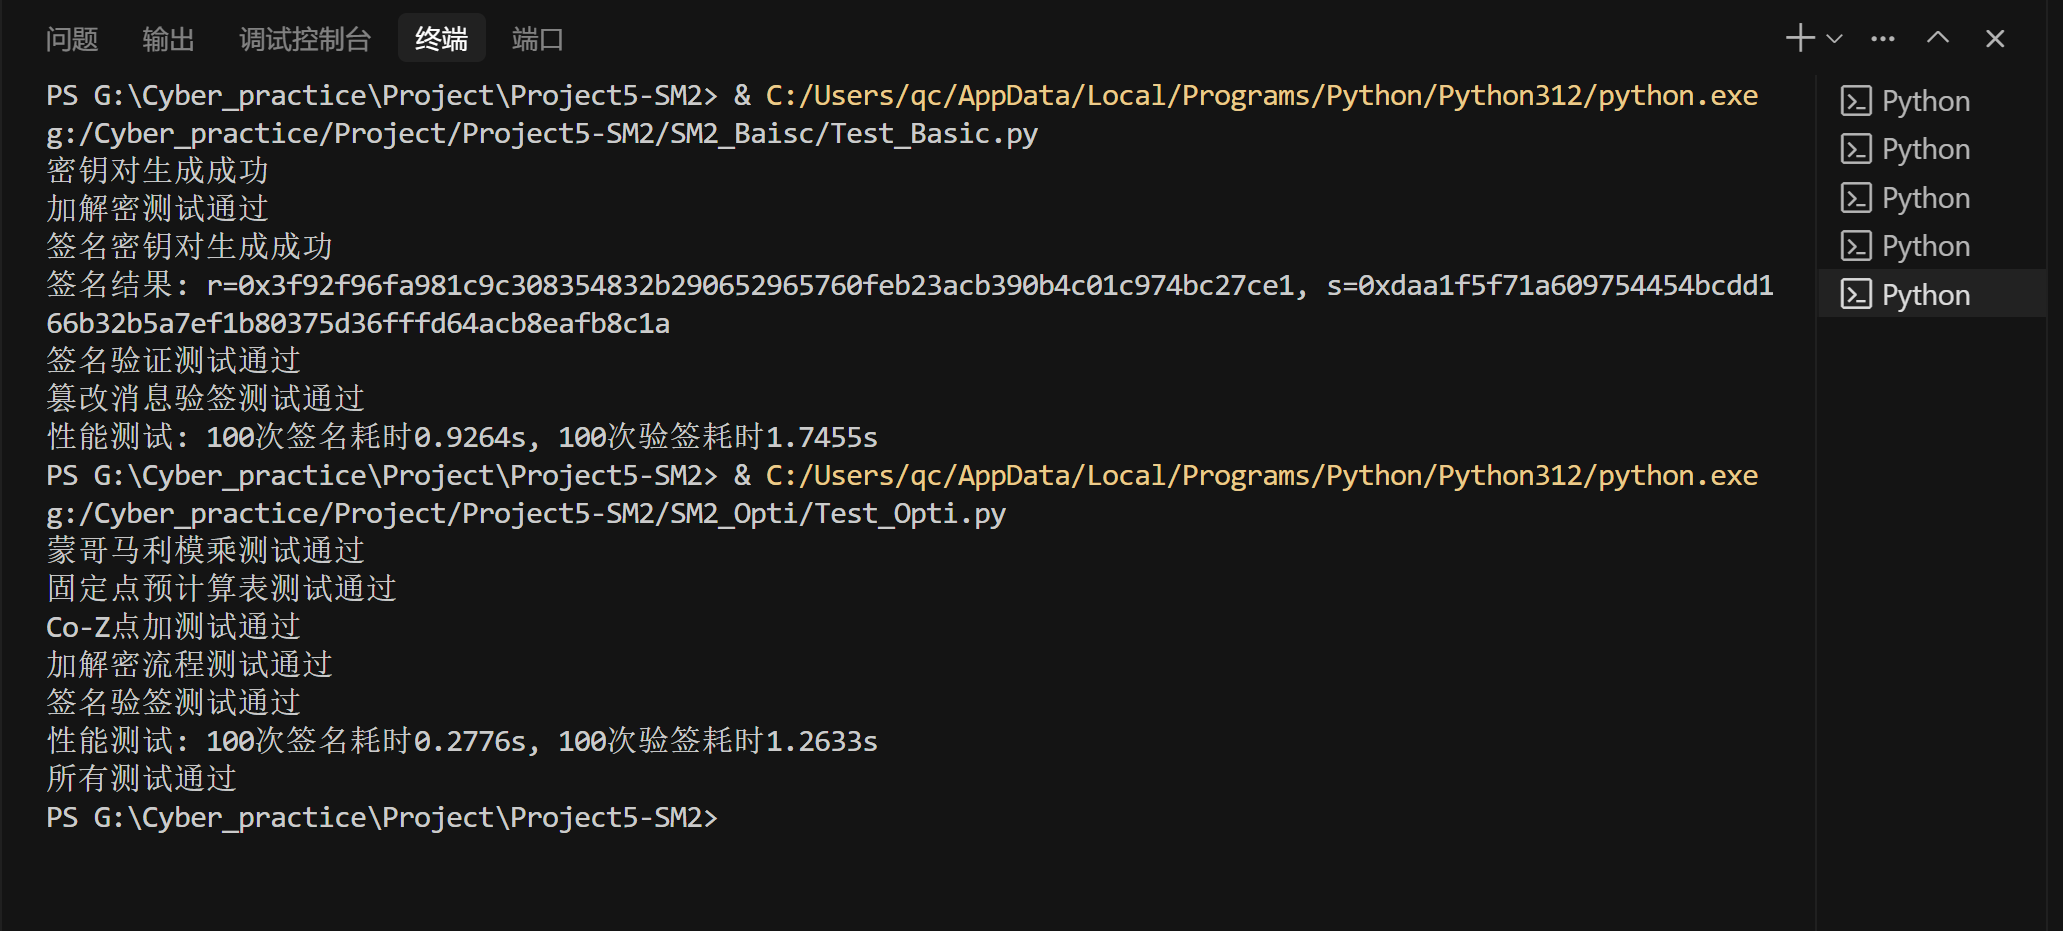 问题 输出 调试控制台 终端 端口
PS G:\Cyber_practice\Project\Project5-SM2> & C:/Users/qc/AppData/Local/Programs/Python/Python312/python.exe
g:/Cyber_practice/Project/Project5-SM2/SM2_Baisc/Test_Basic.py
密钥对生成成功
加解密测试通过
签名密钥对生成成功
签名结果: r=0x3f92f96fa981c9c308354832b290652965760feb23acb390b4c01c974bc27ce1, s=0xdaa1f5f71a609754454bcdd1
66b32b5a7ef1b80375d36fffd64acb8eafb8c1a
签名验证测试通过
篡改消息验签测试通过
性能测试: 100次签名耗时0.9264s, 100次验签耗时1.7455s
PS G:\Cyber_practice\Project\Project5-SM2> & C:/Users/qc/AppData/Local/Programs/Python/Python312/python.exe
g:/Cyber_practice/Project/Project5-SM2/SM2_Opti/Test_Opti.py
蒙哥马利模乘测试通过
固定点预计算表测试通过
Co-Z点加测试通过
加解密流程测试通过
签名验签测试通过
性能测试: 100次签名耗时0.2776s, 100次验签耗时1.2633s
所有测试通过
PS G:\Cyber_practice\Project\Project5-SM2>
Python
Python
Python
Python
Python